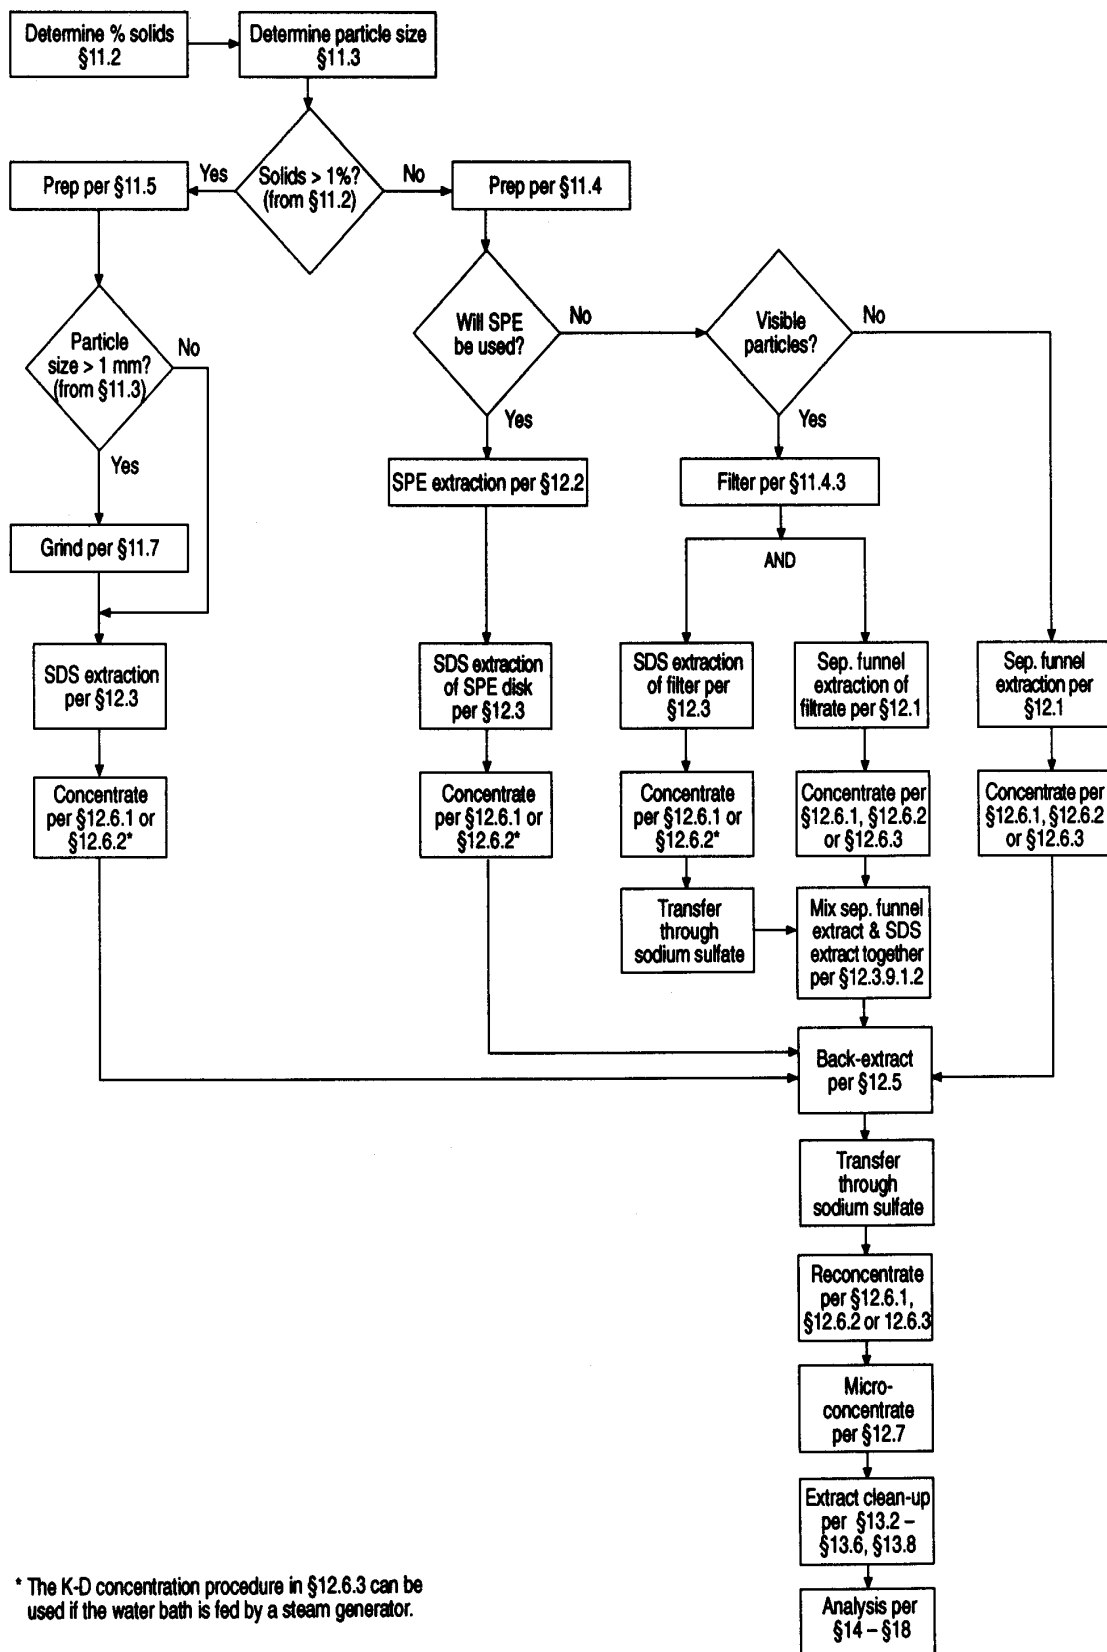 Determine % solids
§11.2
Determine particle size
§11.3
Solids > 1%?
(from §11.2)
Yes
No
Prep per §11.5
Prep per §11.4
Particle
size > 1 mm?
(from §11.3)
No
Yes
Will SPE
be used?
No
Yes
Visible
particles?
No
Yes
Grind per §11.7
SPE extraction per §12.2
Filter per §11.4.3
AND
SDS extraction
per §12.3
SDS extraction
of SPE disk
per §12.3
SDS extraction
of filter per
§12.3
Sep. funnel
extraction of
filtrate per §12.1
Sep. funnel
extraction per
§12.1
Concentrate
per §12.6.1 or
§12.6.2*
Concentrate
per §12.6.1 or
§12.6.2*
Concentrate
per §12.6.1 or
§12.6.2*
Concentrate per
§12.6.1, §12.6.2
or §12.6.3
Concentrate per
§12.6.1, §12.6.2
or §12.6.3
Transfer
through
sodium sulfate
Mix sep. funnel
extract & SDS
extract together
per §12.3.9.1.2
Back-extract
per §12.5
Transfer
through
sodium sulfate
Reconcentrate
per §12.6.1,
§12.6.2 or 12.6.3
Micro-
concentrate
per §12.7
Extract clean-up
per §13.2 –
§13.6, §13.8
Analysis per
§14 – §18
* The K-D concentration procedure in §12.6.3 can be
used if the water bath is fed by a steam generator.